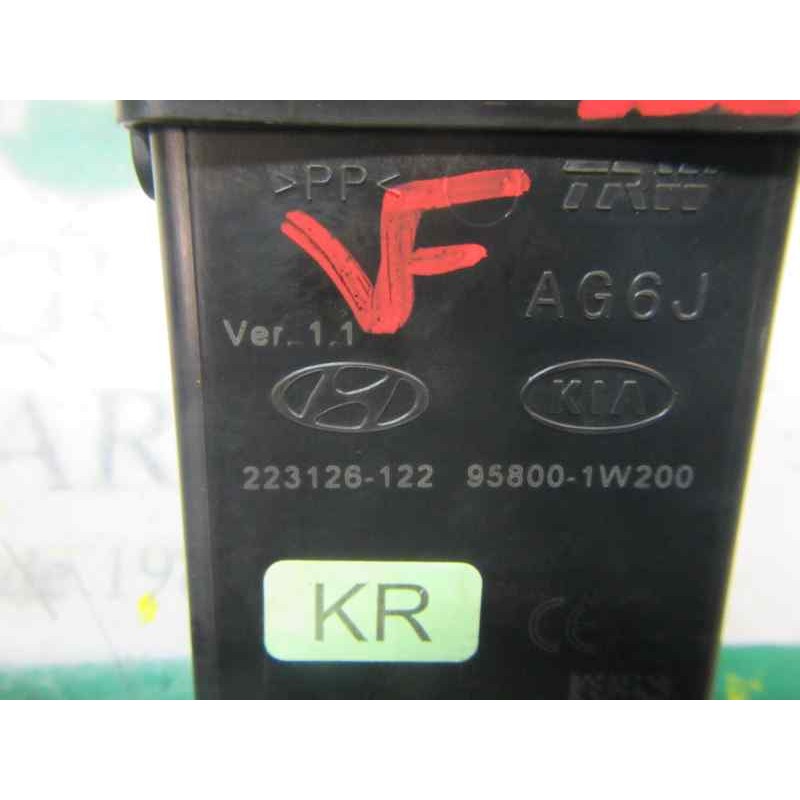 >PP< TRW
VF
AG6J
Ver. 1.1
KIA
223126-122 95800-1W200
KR
CE